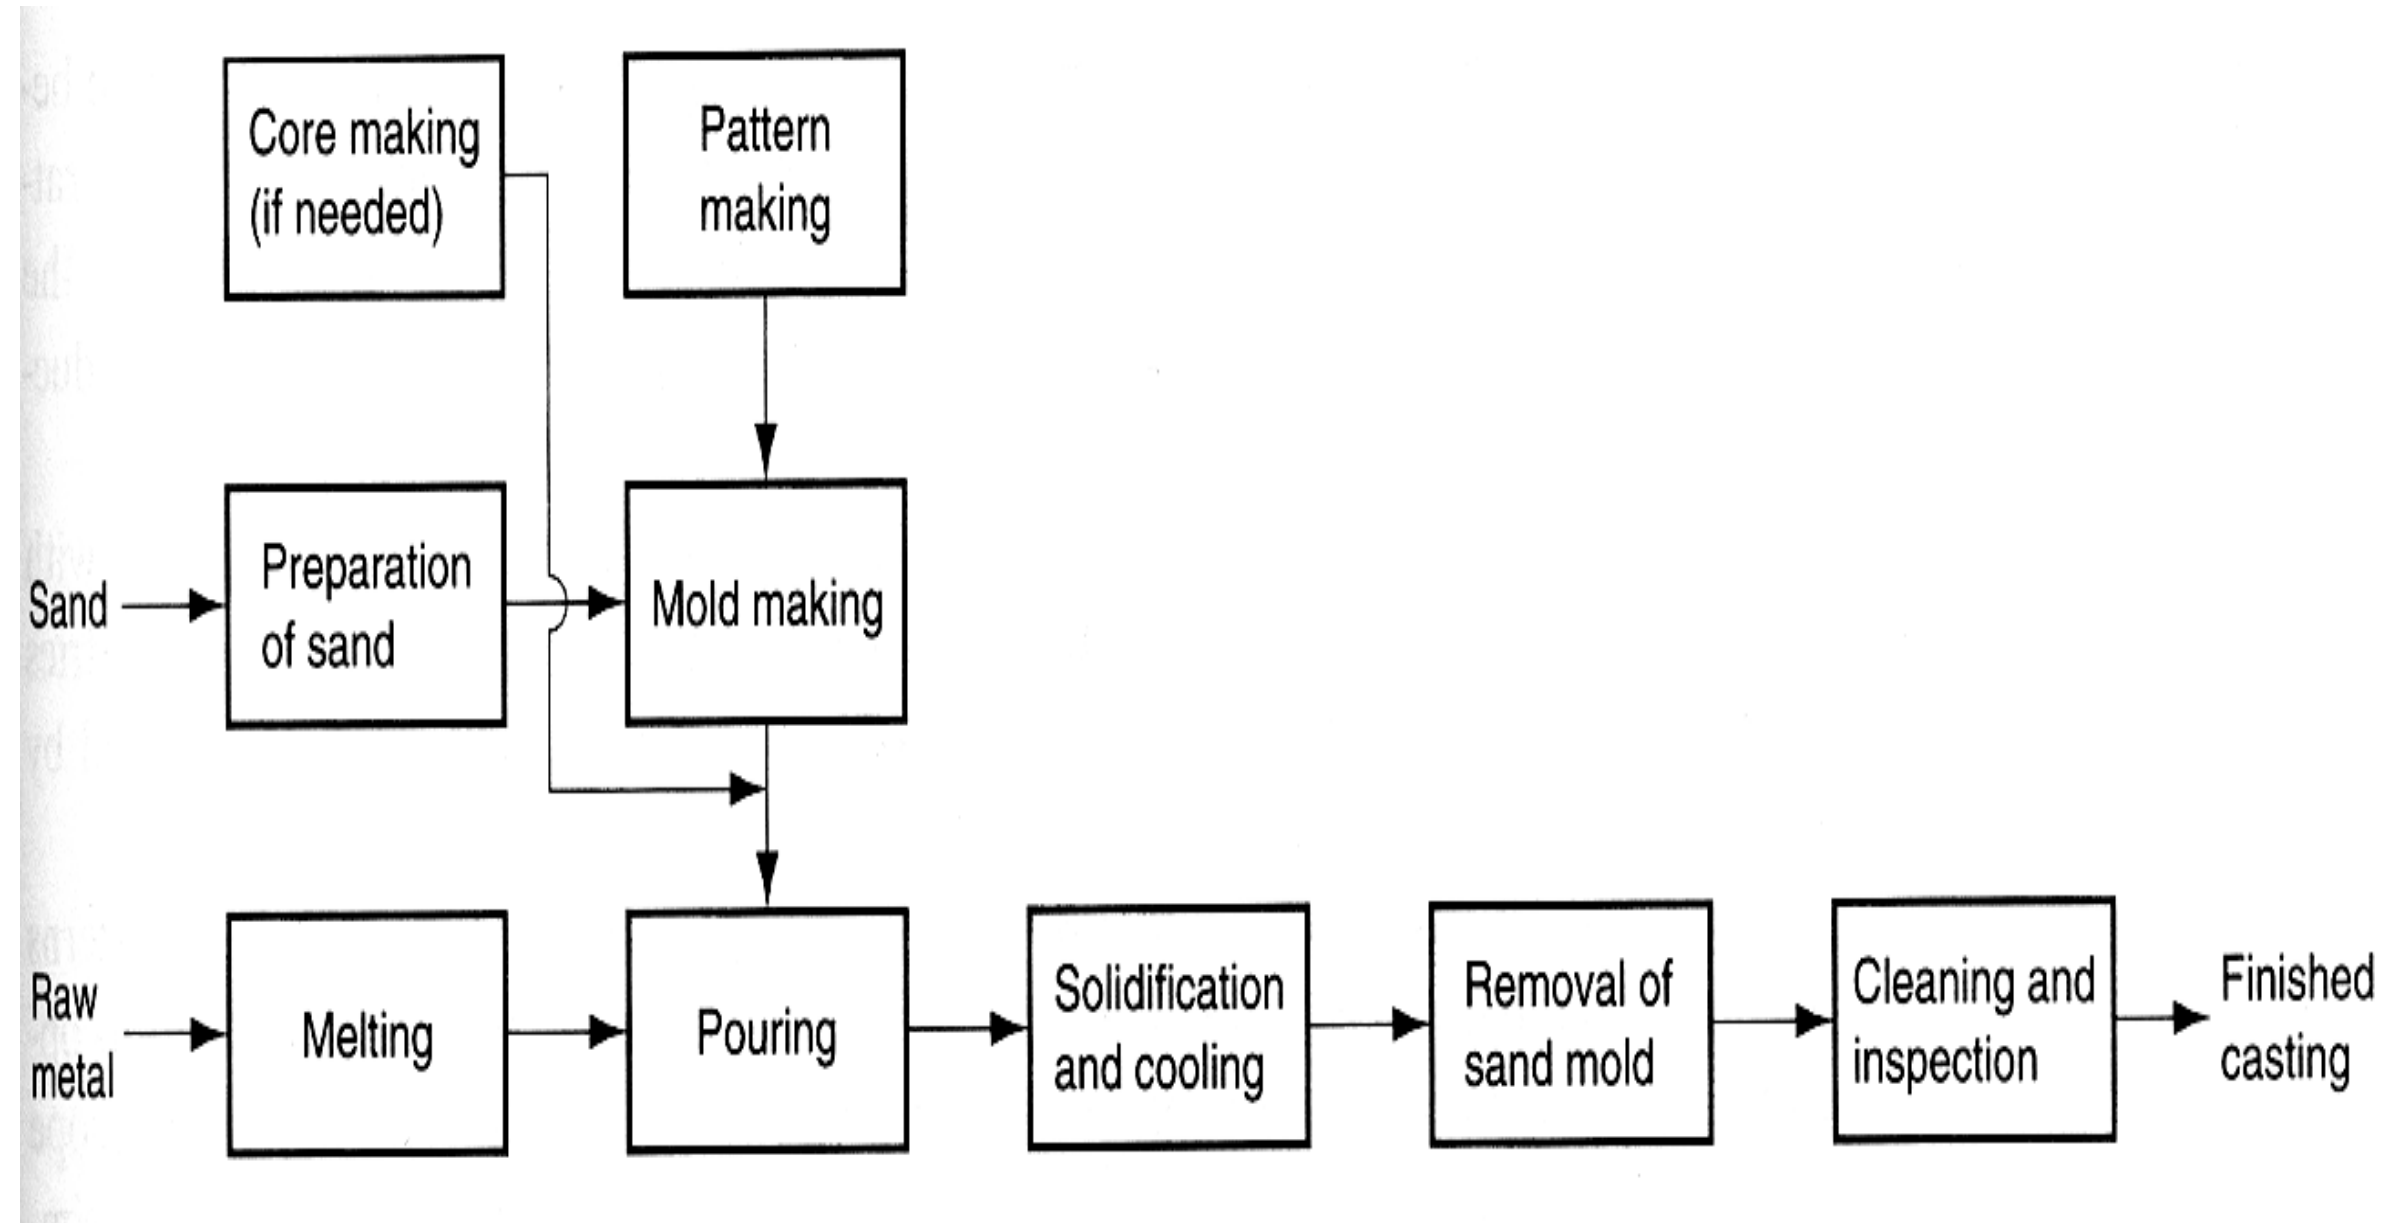 Core making
(if needed)
Pattern
making
Sand
Preparation
of sand
Mold making
Raw
metal
Melting
Pouring
Solidification
and cooling
Removal of
sand mold
Cleaning and
inspection
Finished
casting